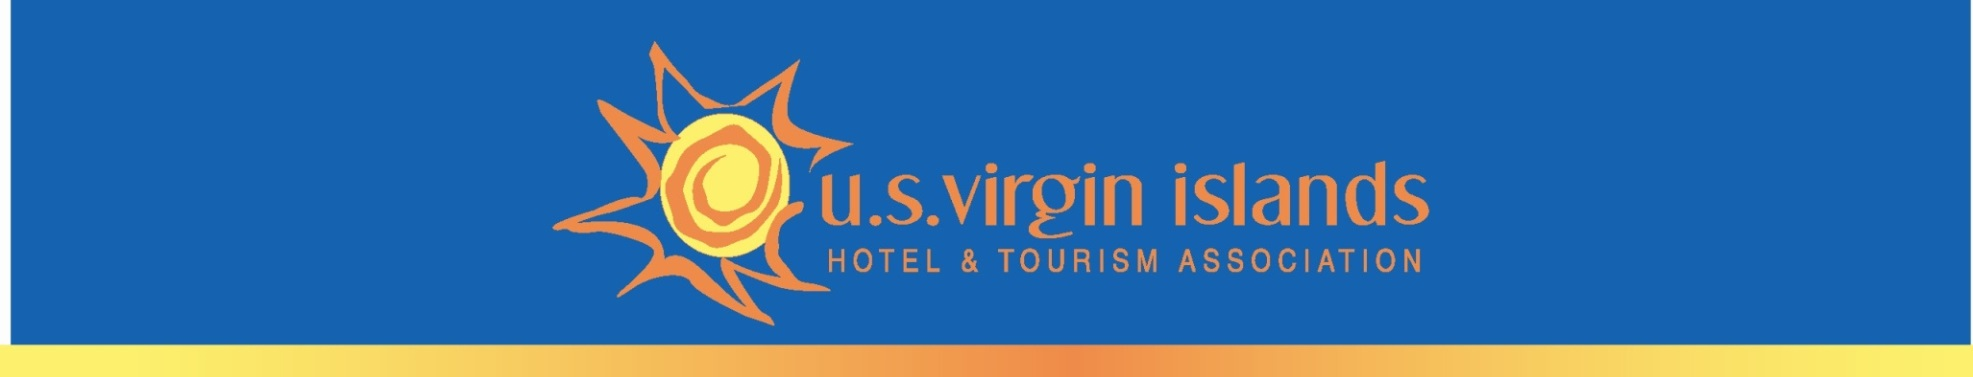 u.s.virgin islands
HOTEL & TOURISM ASSOCIATION